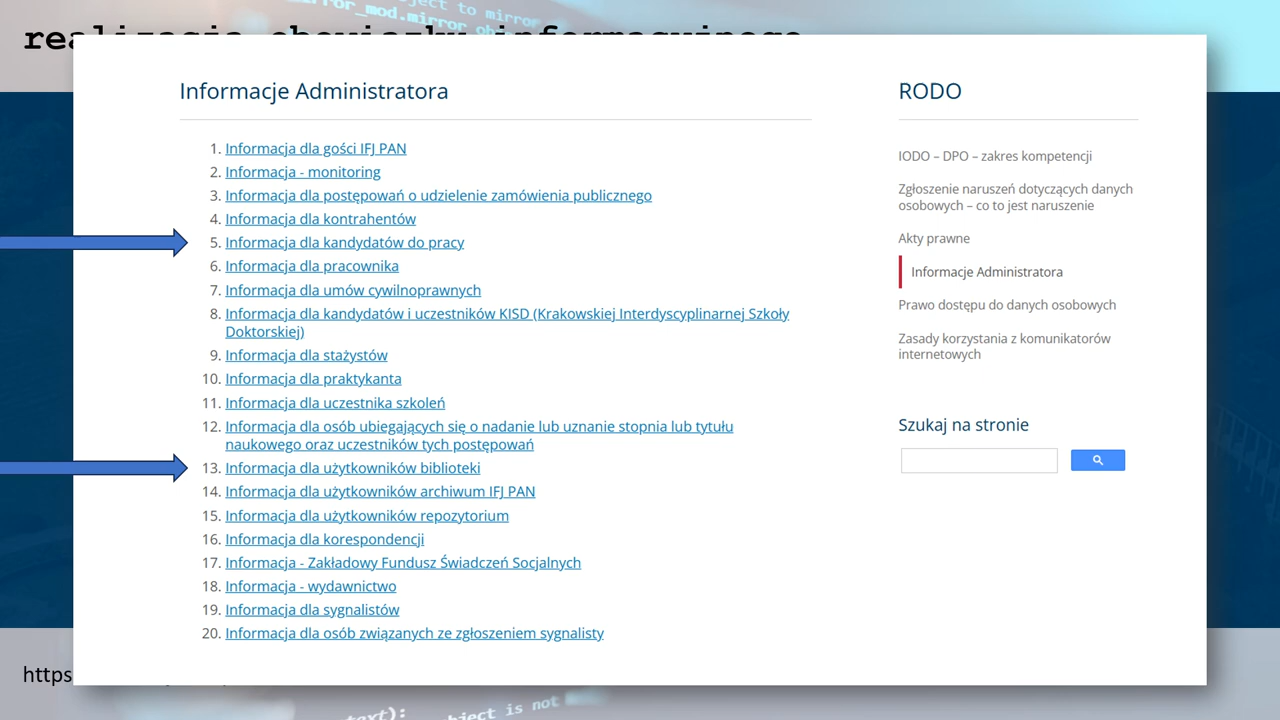 Informacje Administratora
1. Informacja dla gości IFJ PAN
2. Informacja - monitoring
3. Informacja dla postępowań o udzielenie zamówienia publicznego
4. Informacja dla kontrahentów
5. Informacja dla kandydatów do pracy
6. Informacja dla pracownika
7. Informacja dla umów cywilnoprawnych
8. Informacja dla kandydatów i uczestników KISD (Krakowskiej Interdyscyplinarnej Szkoły
Doktorskiej)
9. Informacja dla stażystów
10. Informacja dla praktykanta
11. Informacja dla uczestnika szkoleń
12. Informacja dla osób ubiegających się o nadanie lub uznanie stopnia lub tytułu
naukowego oraz uczestników tych postępowań
13. Informacja dla użytkowników biblioteki
14. Informacja dla użytkowników archiwum IFJ PAN
15. Informacja dla użytkowników repozytorium
16. Informacja dla korespondencji
17. Informacja - Zakładowy Fundusz Świadczeń Socjalnych
18. Informacja - wydawnictwo
19. Informacja dla sygnalistów
20. Informacja dla osób związanych ze zgłoszeniem sygnalisty
RODO
IODO – DPO – zakres kompetencji
Zgłoszenie naruszeń dotyczących danych
osobowych – co to jest naruszenie
Akty prawne
Informacje Administratora
Prawo dostępu do danych osobowych
Zasady korzystania z komunikatorów
internetowych
Szukaj na stronie
https